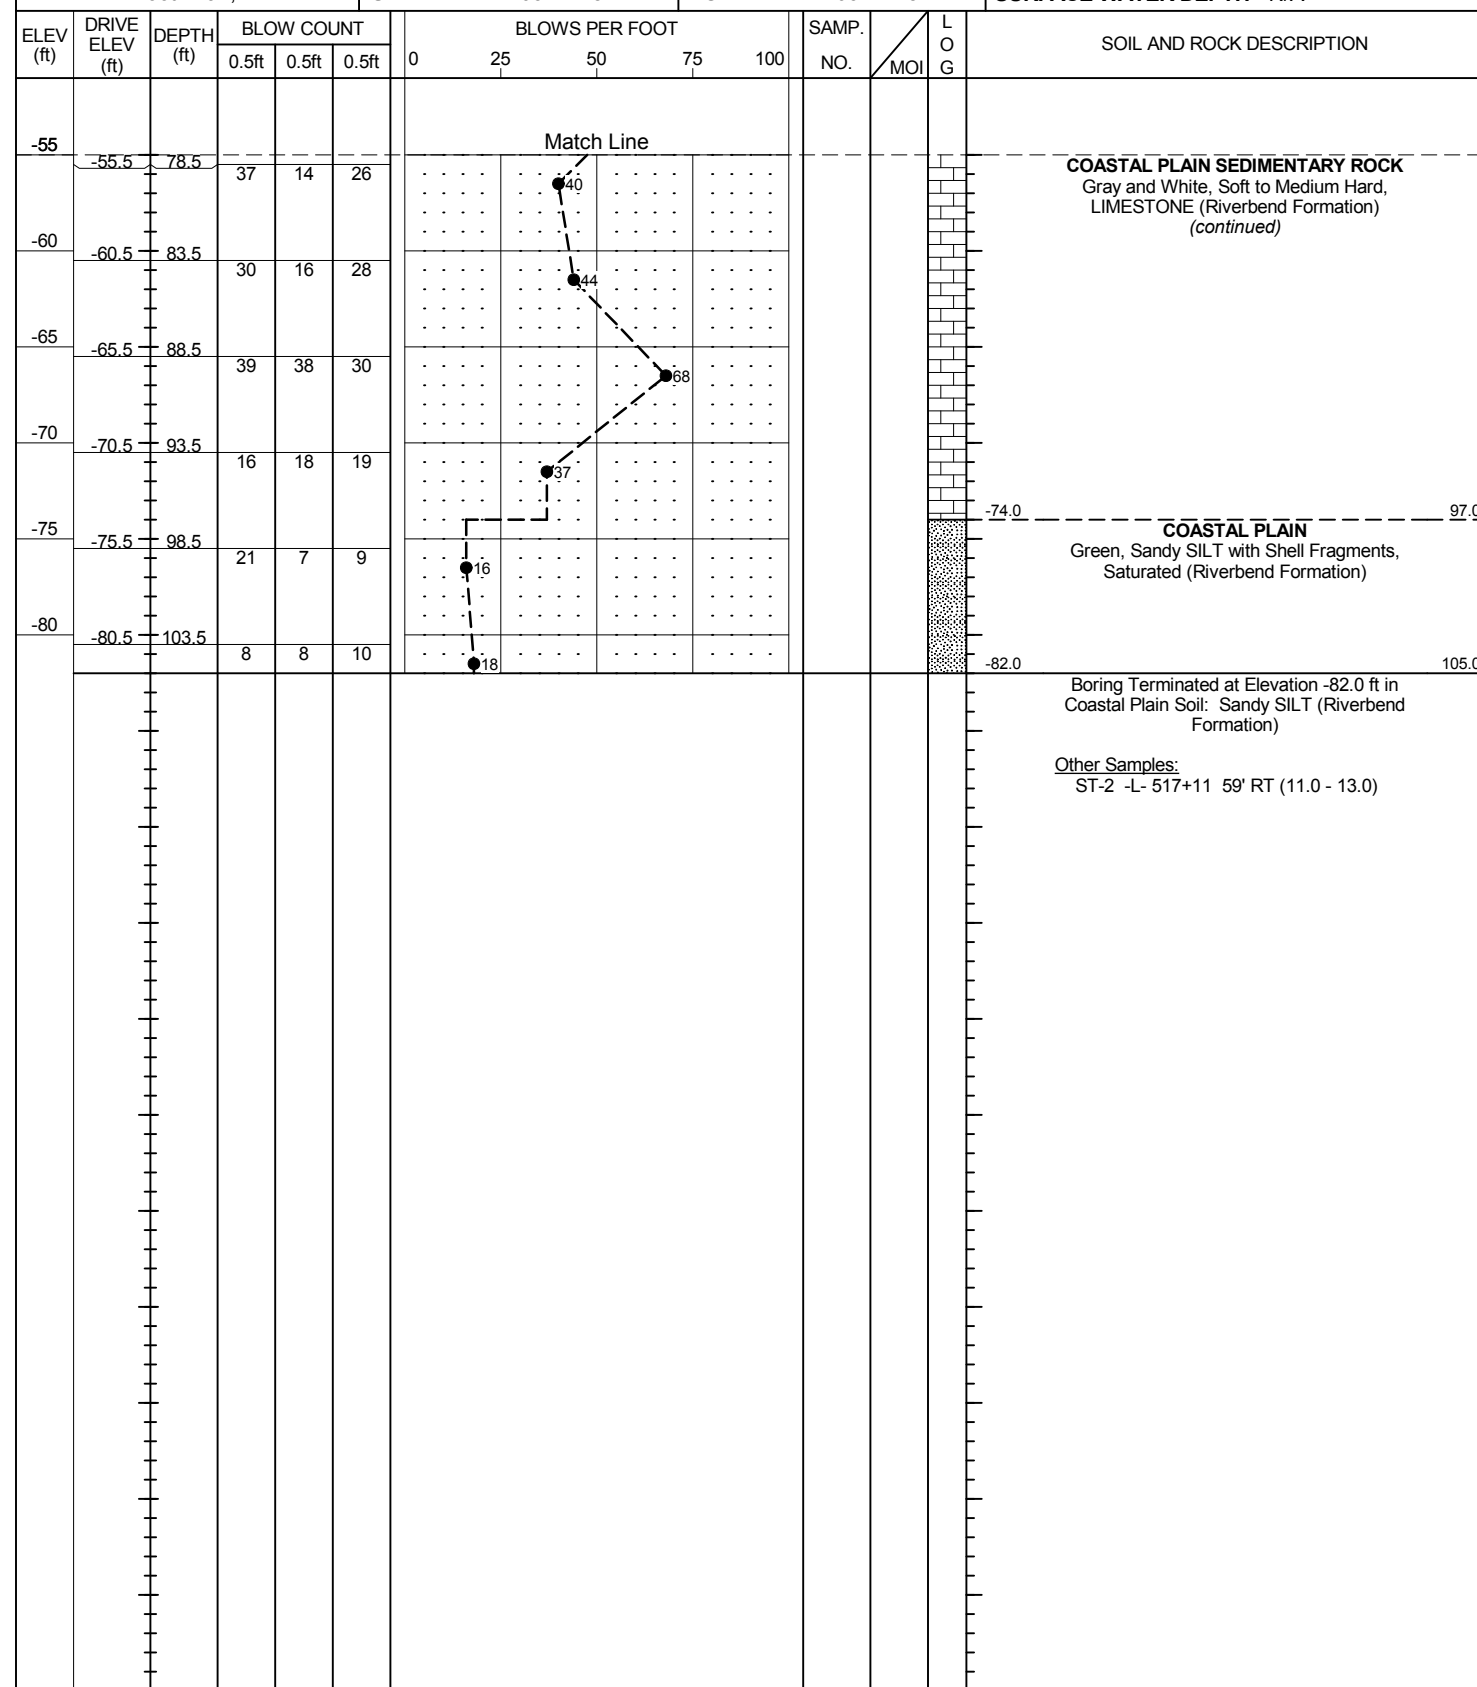 SURFACE WATER DEPTH N/A
ELEV (ft) DRIVE ELEV (ft) DEPTH (ft) BLOW COUNT BLOWS PER FOOT SAMP. NO. MOI L O G SOIL AND ROCK DESCRIPTION
0.5ft 0.5ft 0.5ft 0 25 50 75 100
Match Line
-55
-55.5 78.5
37 14 26 40
COASTAL PLAIN SEDIMENTARY ROCK
Gray and White, Soft to Medium Hard,
LIMESTONE (Riverbend Formation)
(continued)
-60
-60.5 83.5
30 16 28 44
-65
-65.5 88.5
39 38 30 68
-70
-70.5 93.5
16 18 19 37
-74.0 97.0
-75
-75.5 98.5
21 7 9 16
COASTAL PLAIN
Green, Sandy SILT with Shell Fragments,
Saturated (Riverbend Formation)
-80
-80.5 103.5
8 8 10 18
-82.0 105.0
Boring Terminated at Elevation -82.0 ft in
Coastal Plain Soil: Sandy SILT (Riverbend
Formation)
Other Samples:
ST-2 -L- 517+11 59' RT (11.0 - 13.0)